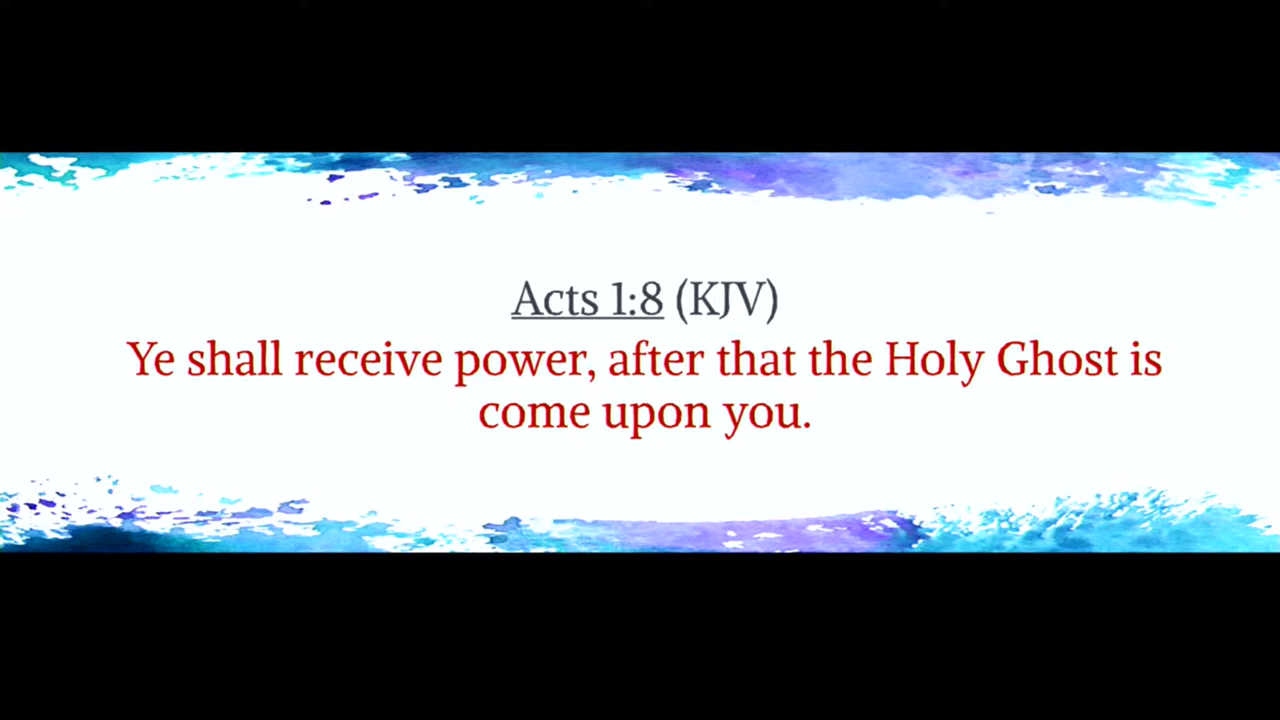 Acts 1:8 (KJV)
Ye shall receive power, after that the Holy Ghost is
come upon you.